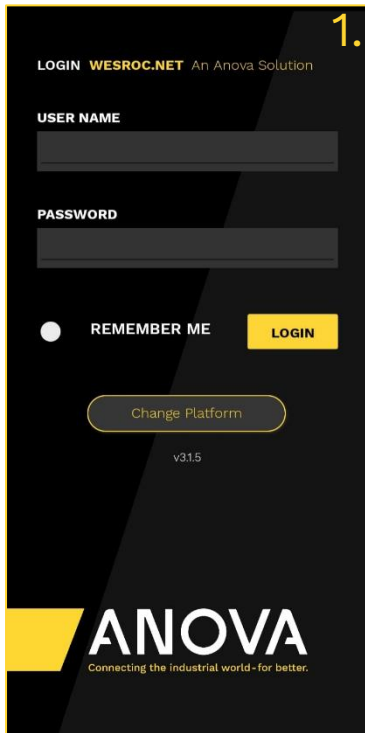 1.
LOGIN WESROC.NET An Anova Solution
USER NAME
PASSWORD
REMEMBER ME
LOGIN
Change Platform
v3.1.5
ANOVA
Connecting the industrial world-for better.